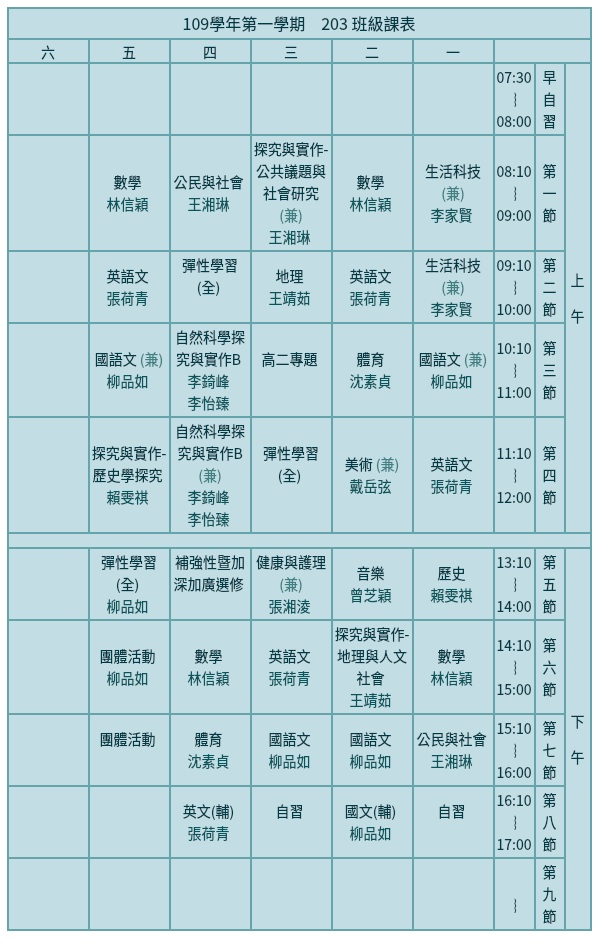 109學年第一學期 203 班級課表
六 五 四 三 二 一
上午
早自習
07:30
~
08:00
第一節
08:10
~
09:00
生活科技
(兼)
李家賢
數學
林信穎
探究與實作-
公共議題與
社會研究
(兼)
王湘琳
公民與社會
王湘琳
數學
林信穎
第二節
09:10
~
10:00
生活科技
(兼)
李家賢
英語文
張荷青
地理
王靖茹
彈性學習
(全)
英語文
張荷青
第三節
10:10
~
11:00
國語文 (兼)
柳品如
體育
沈素貞
高二專題
自然科學探
究與實作B
李錡峰
李怡臻
國語文 (兼)
柳品如
第四節
11:10
~
12:00
英語文
張荷青
美術 (兼)
戴岳弦
彈性學習
(全)
自然科學探
究與實作B
(兼)
李錡峰
李怡臻
探究與實作-
歷史學探究
賴雯祺
下午
第五節
13:10
~
14:00
歷史
賴雯祺
音樂
曾芝穎
健康與護理
(兼)
張湘淩
補強性暨加
深加廣選修
彈性學習
(全)
柳品如
第六節
14:10
~
15:00
數學
林信穎
探究與實作-
地理與人文
社會
王靖茹
英語文
張荷青
數學
林信穎
團體活動
柳品如
第七節
15:10
~
16:00
公民與社會
王湘琳
國語文
柳品如
國語文
柳品如
體育
沈素貞
團體活動
第八節
16:10
~
17:00
自習
國文(輔)
柳品如
自習
英文(輔)
張荷青
第九節
~